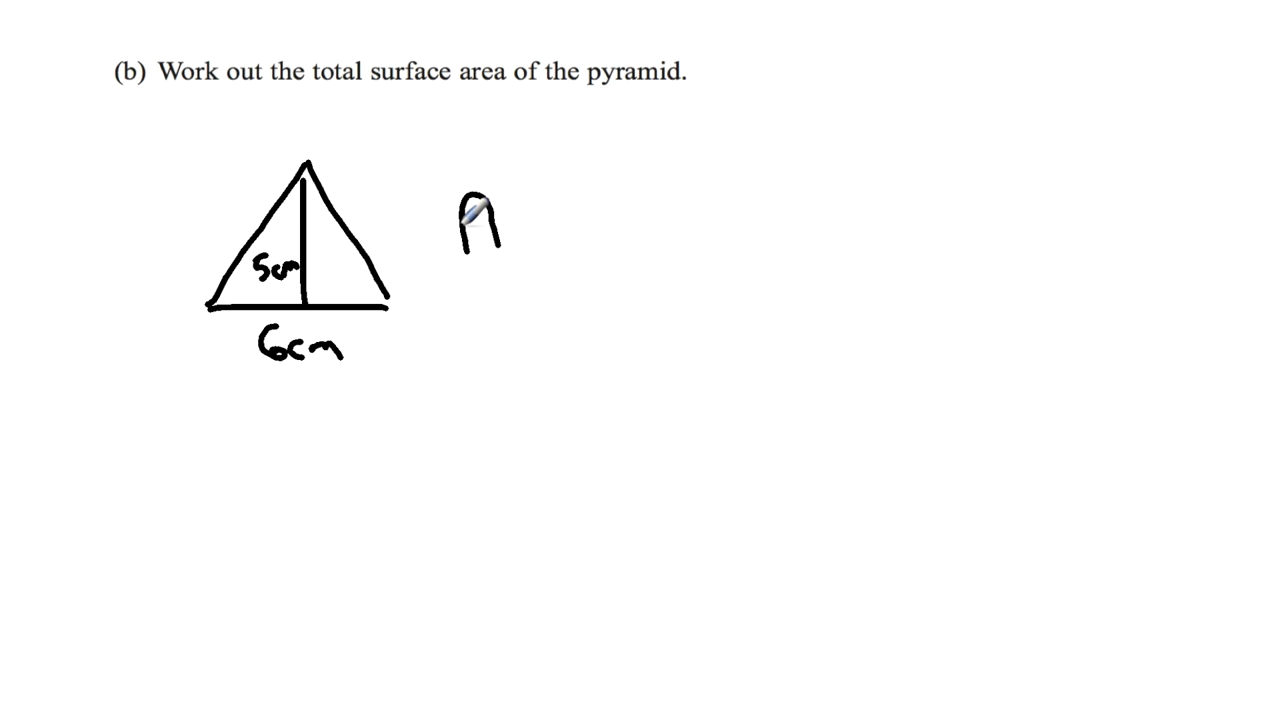 (b) Work out the total surface area of the pyramid.
A
5cm
6cm